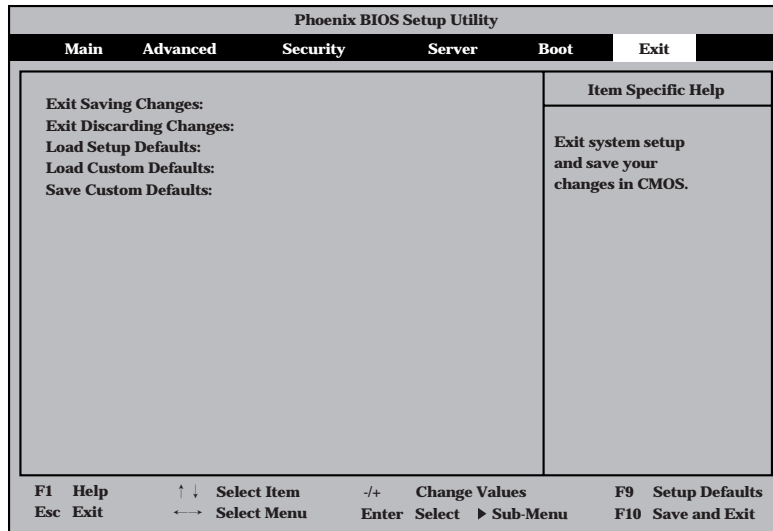 Phoenix BIOS Setup Utility
Main Advanced Security Server Boot Exit
Exit Saving Changes:
Exit Discarding Changes:
Load Setup Defaults:
Load Custom Defaults:
Save Custom Defaults:
Item Specific Help
Exit system setup
and save your
changes in CMOS.
F1 Help ↑ ↓ Select Item -/+ Change Values F9 Setup Defaults
Esc Exit ←→ Select Menu Enter Select ▶ Sub-Menu F10 Save and Exit